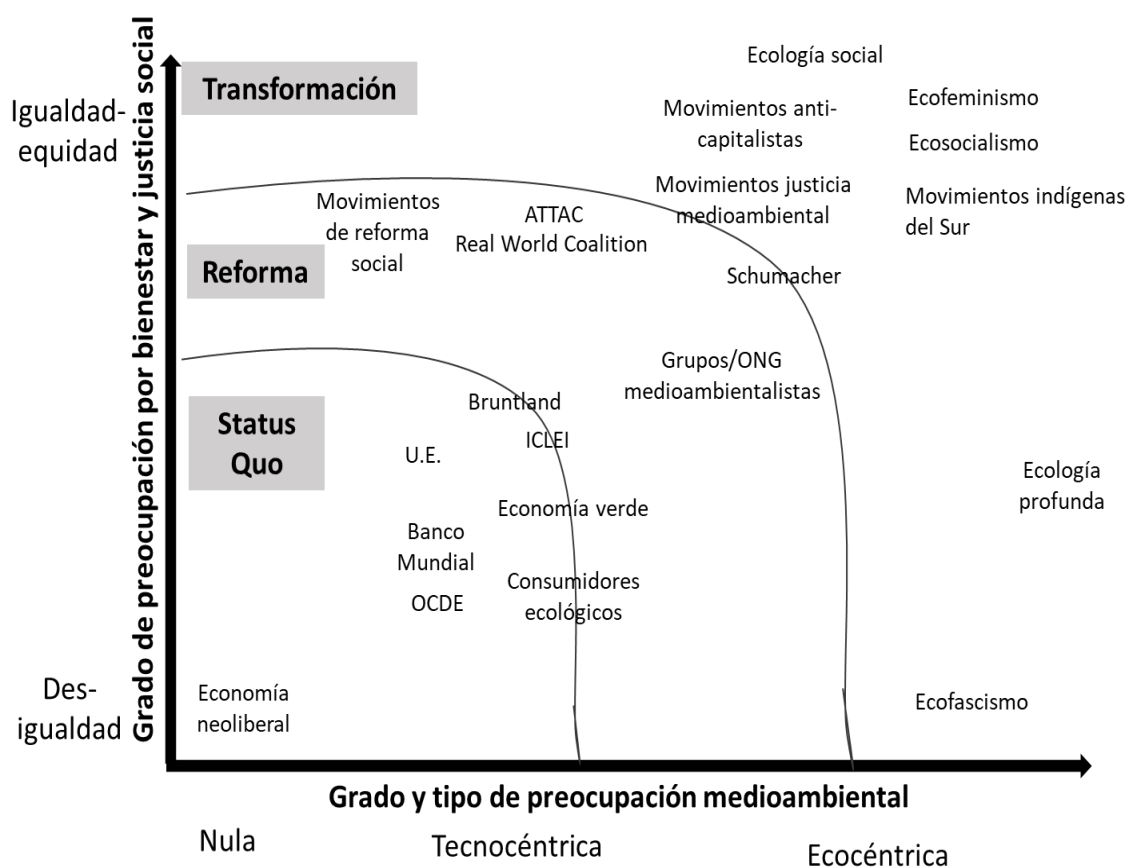 Grado de preocupación por bienestar y justicia social
Igualdad-
equidad
Des-
igualdad
Transformación
Ecología social
Movimientos anti-
capitalistas
Ecofeminismo
Ecosocialismo
Movimientos justicia
medioambiental
Movimientos indígenas
del Sur
Reforma
Movimientos
de reforma
social
ATTAC
Real World Coalition
Schumacher
Grupos/ONG
medioambientalistas
Status
Quo
Bruntland
ICLEI
U.E.
Economía verde
Banco
Mundial
OCDE
Consumidores
ecológicos
Ecología
profunda
Economía
neoliberal
Ecofascismo
Grado y tipo de preocupación medioambiental
Nula
Tecnocéntrica
Ecocéntrica